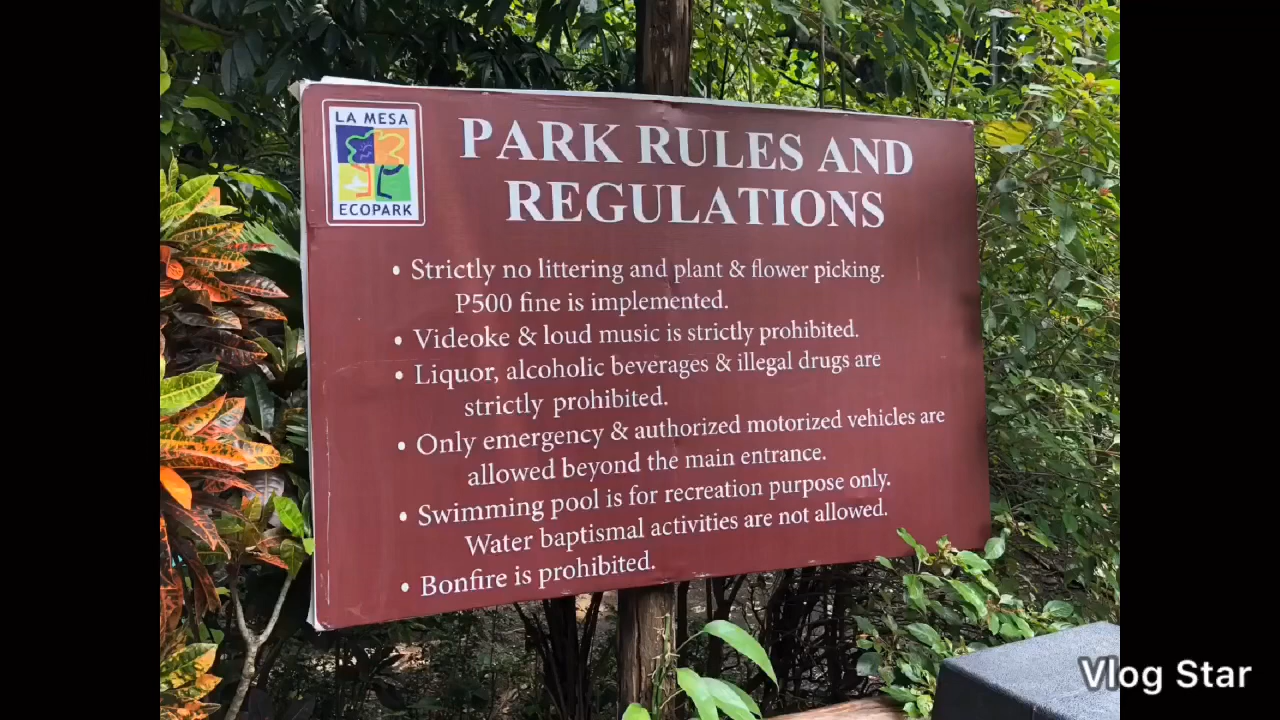 LA MESA
ECOPARK
PARK RULES AND
REGULATIONS
• Strictly no littering and plant & flower picking.
P500 fine is implemented.
• Videoke & loud music is strictly prohibited.
• Liquor, alcoholic beverages & illegal drugs are
strictly prohibited.
• Only emergency & authorized motorized vehicles are
allowed beyond the main entrance.
• Swimming pool is for recreation purpose only.
Water baptismal activities are not allowed.
• Bonfire is prohibited.
Vlog Star